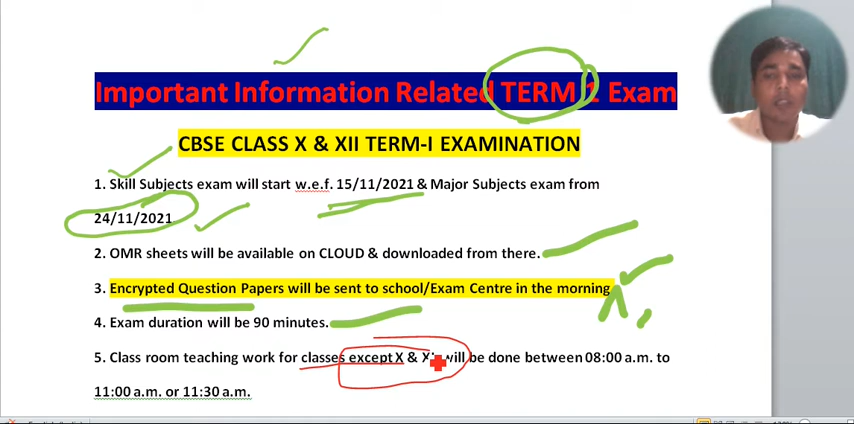 Important Information Related TERM 1 Exam
CBSE CLASS X & XII TERM-I EXAMINATION
1. Skill Subjects exam will start w.e.f. 15/11/2021 & Major Subjects exam from
24/11/2021
2. OMR sheets will be available on CLOUD & downloaded from there.
3. Encrypted Question Papers will be sent to school/Exam Centre in the morning
4. Exam duration will be 90 minutes.
5. Class room teaching work for classes except X & will be done between 08:00 a.m. to
11:00 a.m. or 11:30 a.m.